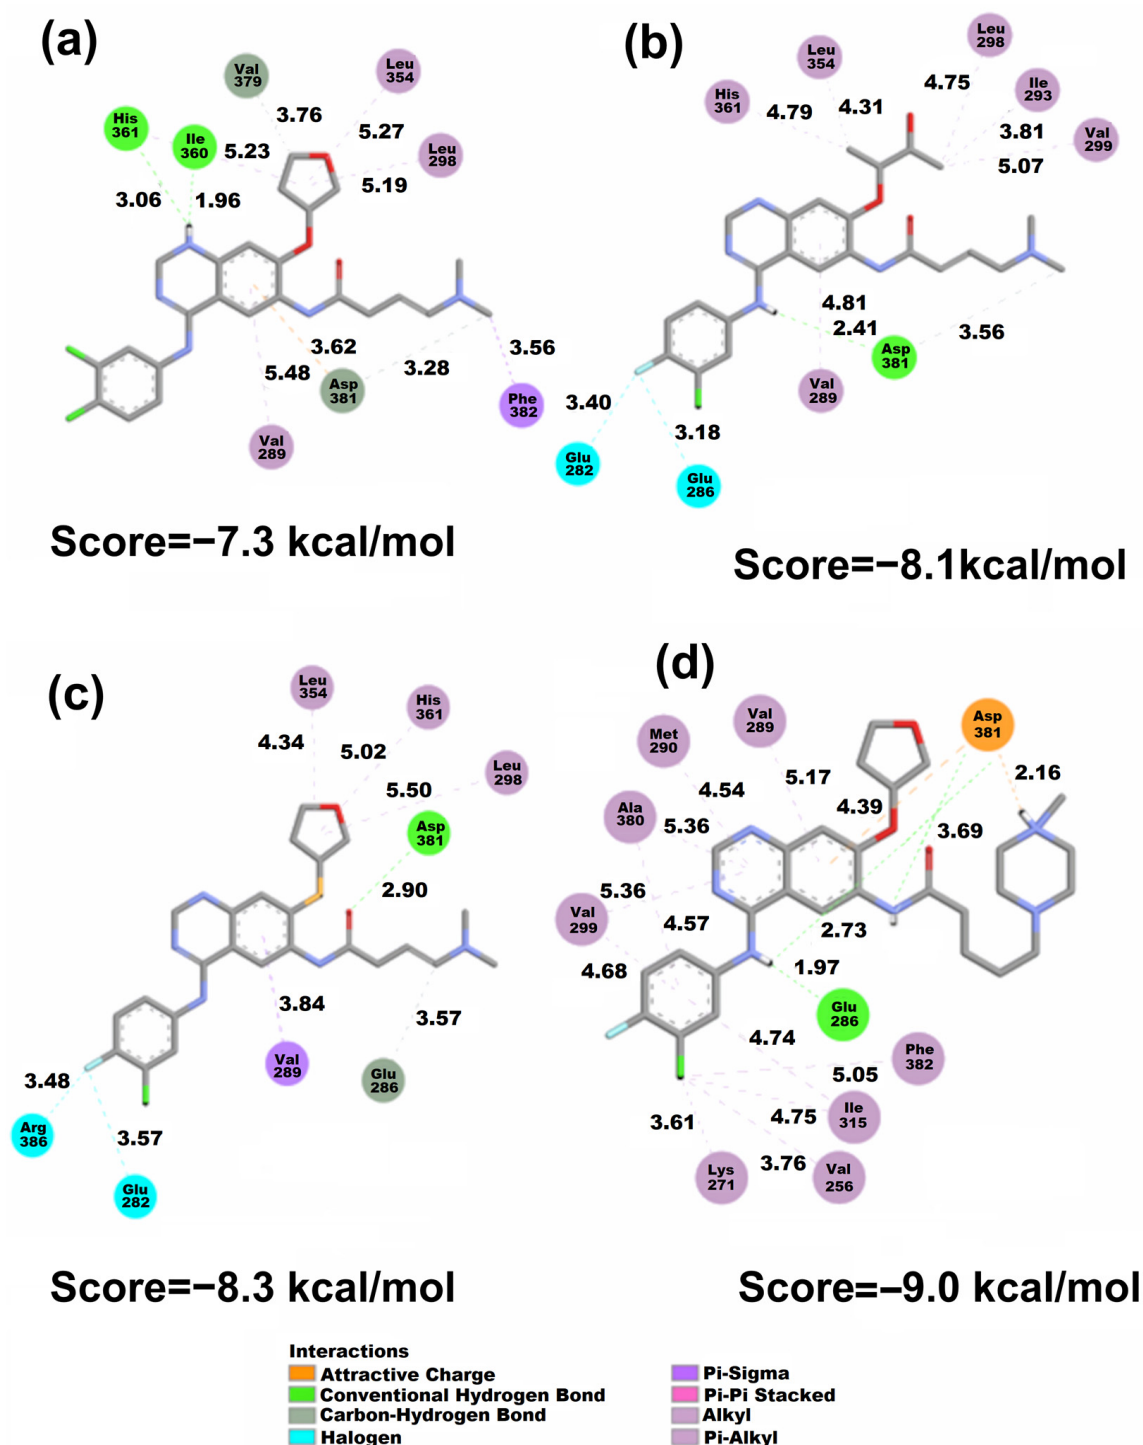 (a)
Val
379
Leu
354
His
361
Ile
360
Leu
298
3.76
5.27
5.23
5.19
3.06
1.96
3.62
5.48
3.28
3.56
Asp
381
Phe
382
Val
289
Score=−7.3 kcal/mol
(b)
Leu
298
Leu
354
His
361
Ile
293
Val
299
4.75
4.79
4.31
3.81
5.07
4.81
2.41
3.56
Asp
381
Val
289
3.40
3.18
Glu
282
Glu
286
Score=−8.1kcal/mol
(c)
Leu
354
His
361
Leu
298
4.34
5.02
5.50
Asp
381
2.90
3.84
3.57
Val
289
Glu
286
3.48
3.57
Arg
386
Glu
282
Score=−8.3 kcal/mol
(d)
Val
289
Met
290
Asp
381
Ala
380
5.17
2.16
4.54
4.39
5.36
3.69
5.36
Val
299
4.57
2.73
4.68
1.97
Glu
286
4.74
Phe
382
5.05
3.61
4.75
Ile
315
3.76
Lys
271
Val
256
Score=−9.0 kcal/mol
Interactions
Attractive Charge
Conventional Hydrogen Bond
Carbon-Hydrogen Bond
Halogen
Pi-Sigma
Pi-Pi Stacked
Alkyl
Pi-Alkyl